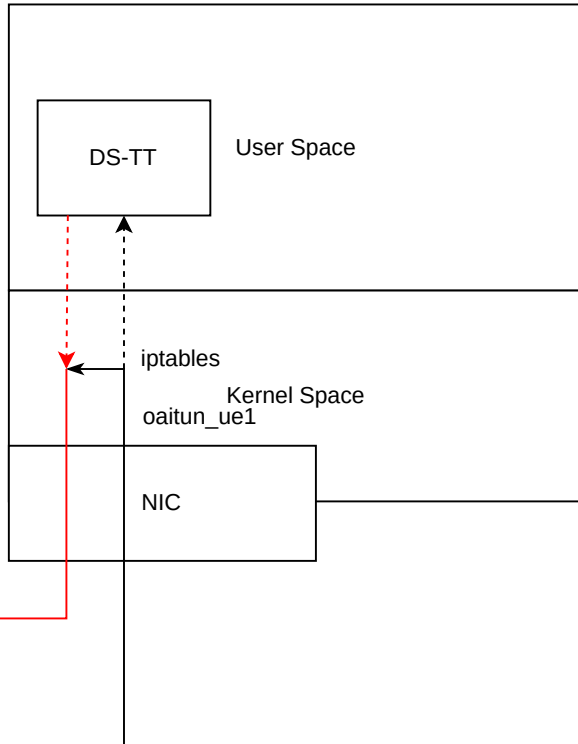 DS-TT
User Space
iptables
Kernel Space
oaitun_ue1
NIC